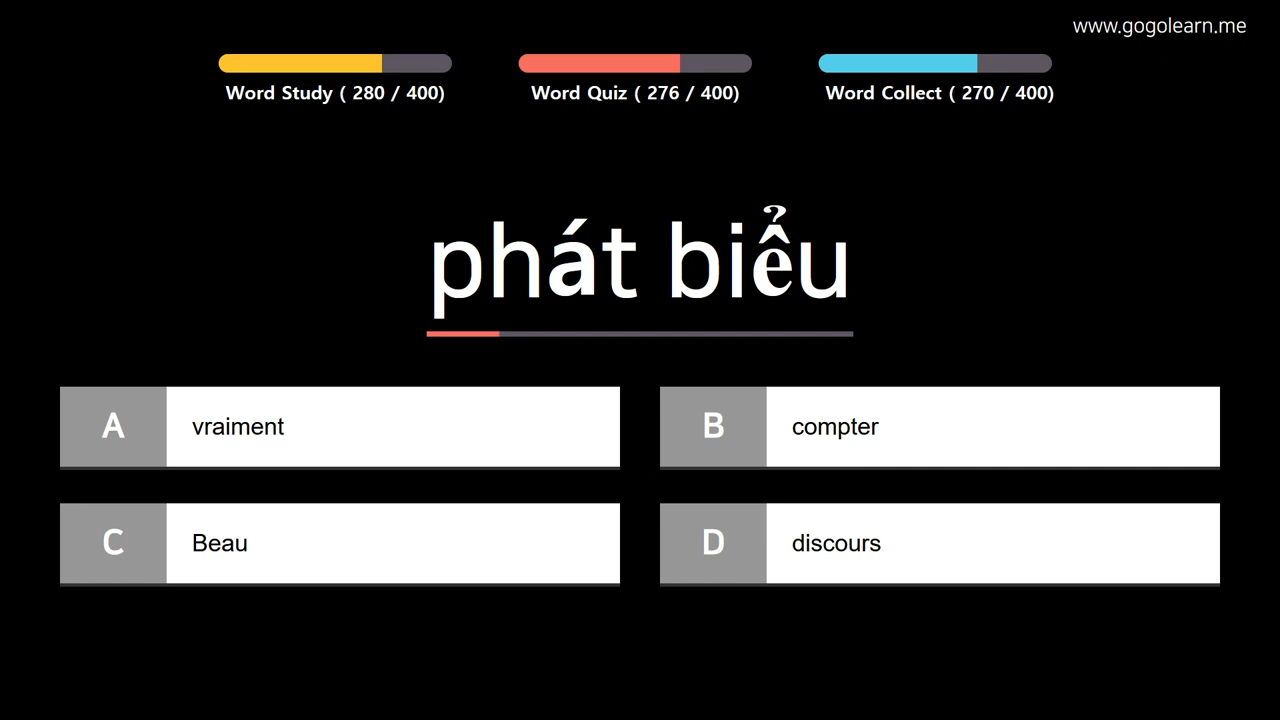 www.gogolearn.me
Word Study ( 280 / 400)
Word Quiz ( 276 / 400)
Word Collect ( 270 / 400)
phát biểu
A vraiment
B compter
C Beau
D discours